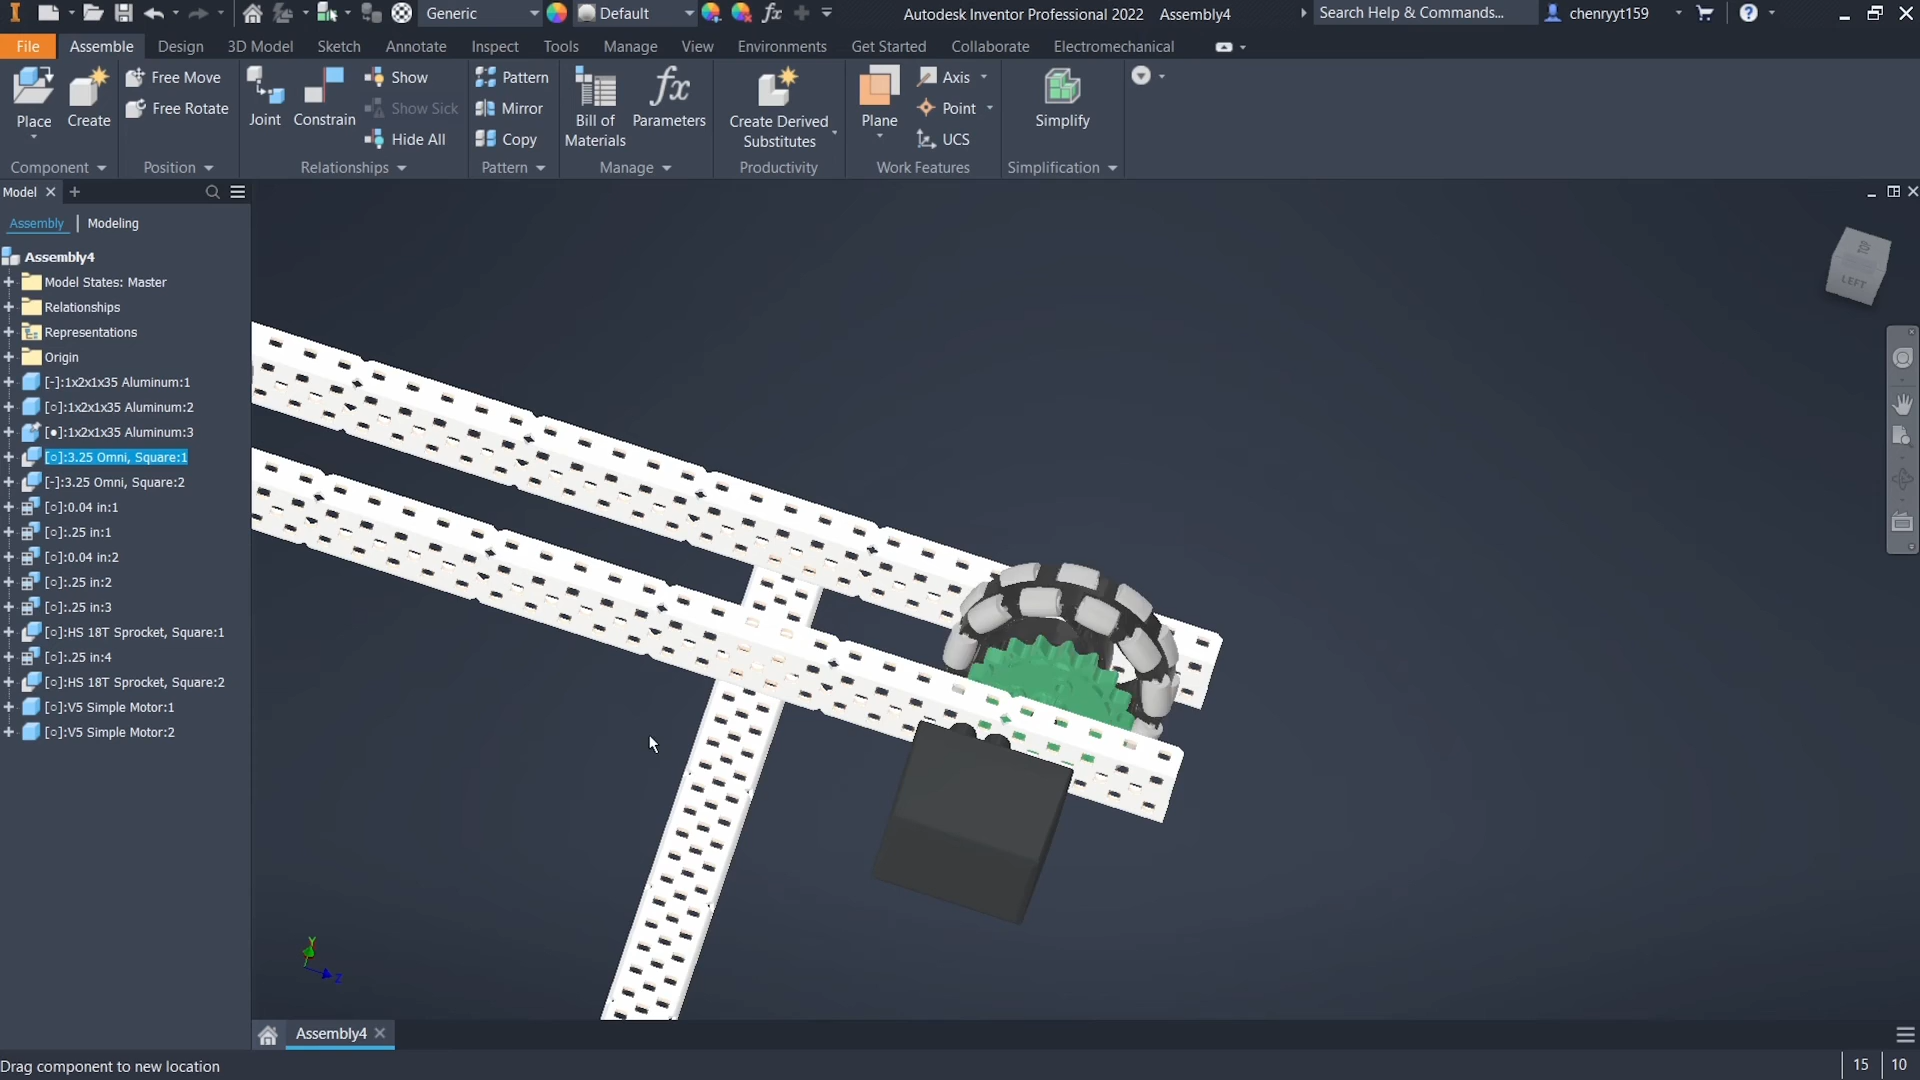 Generic
Default
Autodesk Inventor Professional 2022 Assembly4
Search Help & Commands...
chenryyt159
File
Assemble
Design
3D Model
Sketch
Annotate
Inspect
Tools
Manage
View
Environments
Get Started
Collaborate
Electromechanical
Place
Create
Free Move
Free Rotate
Joint
Constrain
Show
Show Sick
Hide All
Pattern
Mirror
Copy
Bill of
Materials
fx
Parameters
Create Derived
Substitutes
Plane
Axis
Point
UCS
Simplify
Component
Position
Relationships
Pattern
Manage
Productivity
Work Features
Simplification
Model
Assembly | Modeling
Assembly4
Model States: Master
Relationships
Representations
Origin
[-]:1x2x1x35 Aluminum:1
[○]:1x2x1x35 Aluminum:2
[●]:1x2x1x35 Aluminum:3
[○]:3.25 Omni, Square:1
[-]:3.25 Omni, Square:2
[○]:0.04 in:1
[○]:.25 in:1
[○]:0.04 in:2
[○]:.25 in:2
[○]:.25 in:3
[○]:HS 18T Sprocket, Square:1
[○]:.25 in:4
[○]:HS 18T Sprocket, Square:2
[○]:V5 Simple Motor:1
[○]:V5 Simple Motor:2
TOP
LEFT
Y
Z
Assembly4
Drag component to new location
15
10